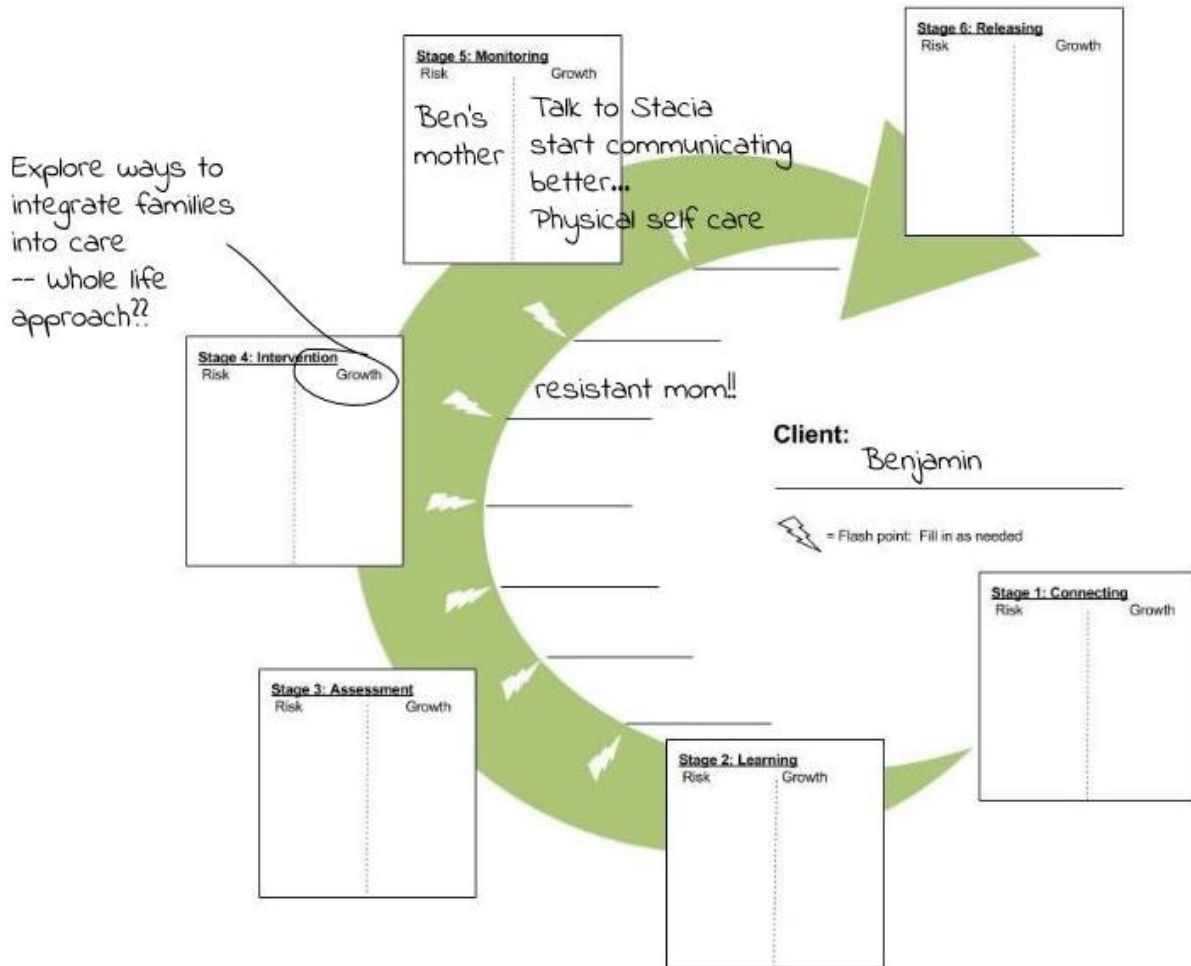 Stage 6: Releasing
Risk Growth
Stage 5: Monitoring
Risk Growth
Ben's
mother
Talk to Stacia
start communicating
better...
Physical self care
Explore ways to
integrate families
into care
-- whole life
approach??
Stage 4: Intervention
Risk Growth
resistant mom!!
Client:
Benjamin
= Flash point: Fill in as needed
Stage 1: Connecting
Risk Growth
Stage 3: Assessment
Risk Growth
Stage 2: Learning
Risk Growth